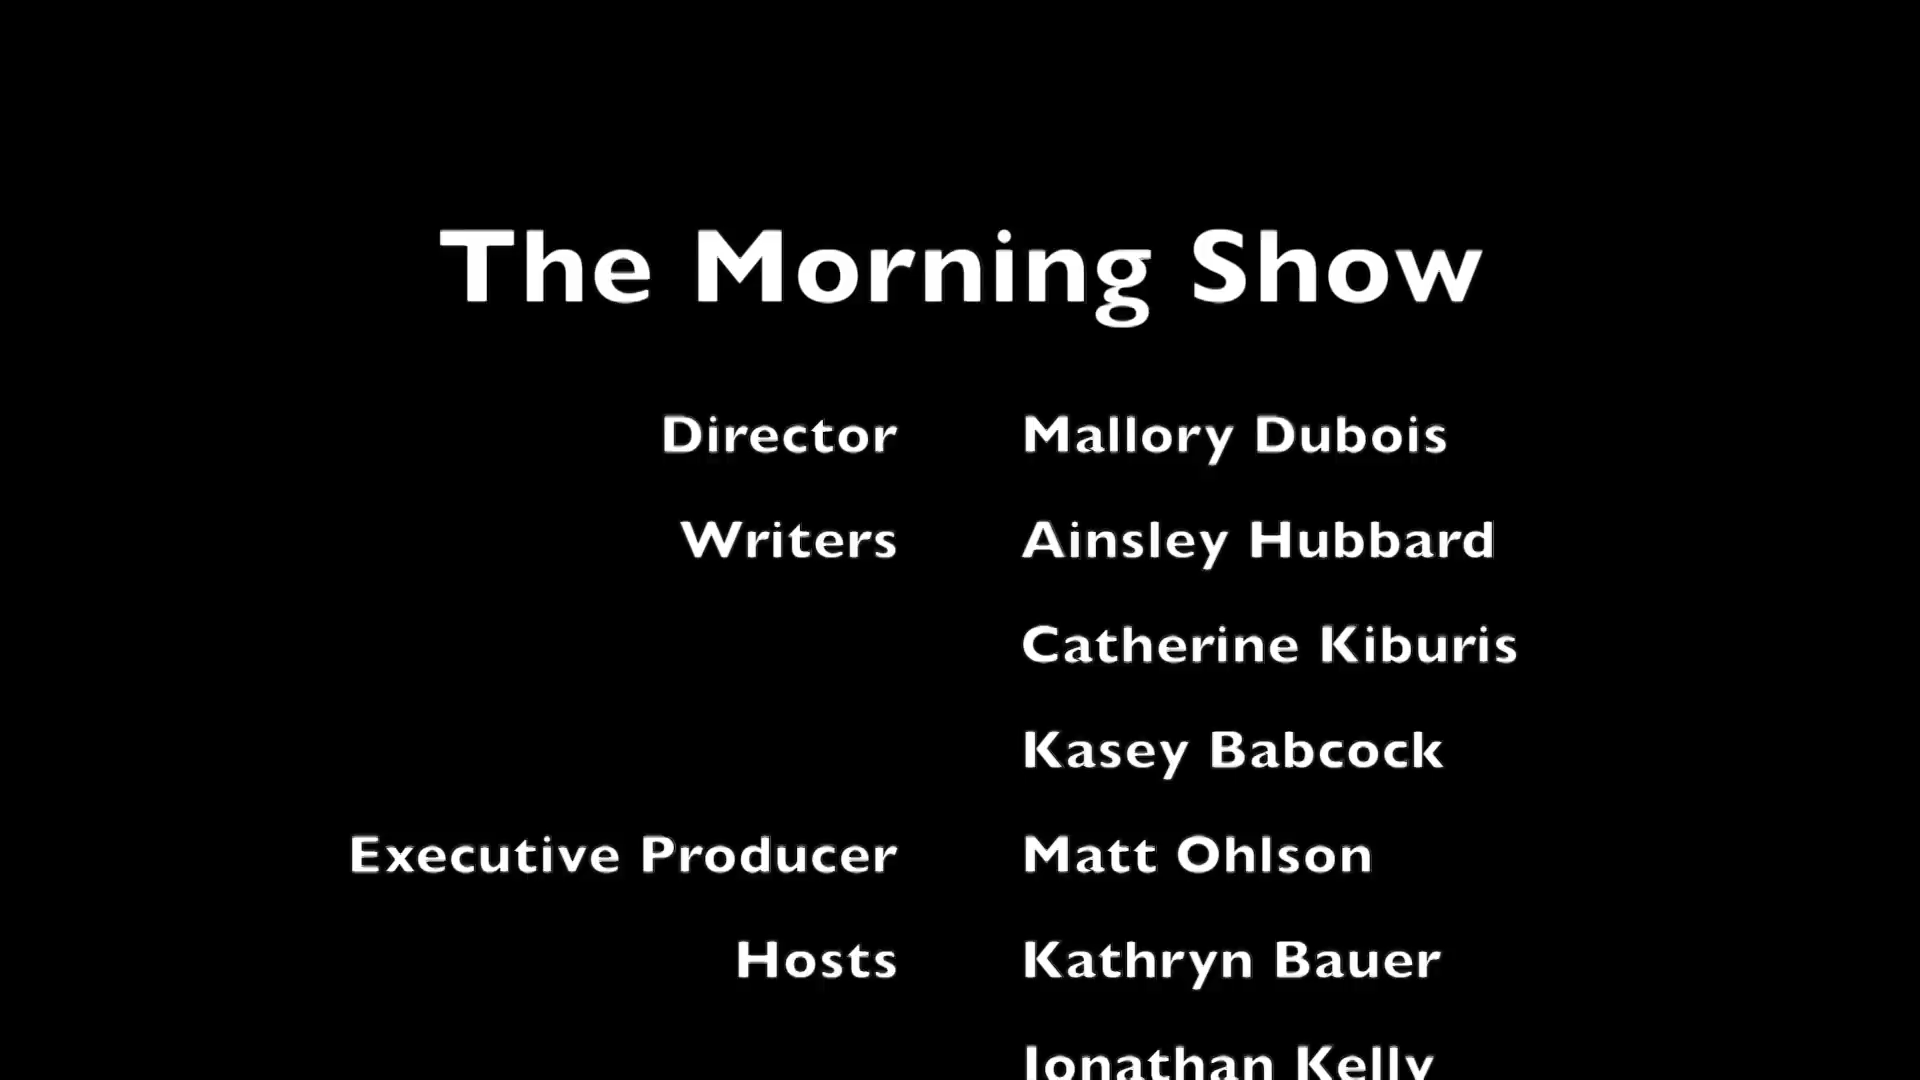 The Morning Show
Director Mallory Dubois
Writers Ainsley Hubbard
Catherine Kiburis
Kasey Babcock
Executive Producer Matt Ohlson
Hosts Kathryn Bauer
Jonathan Kelly